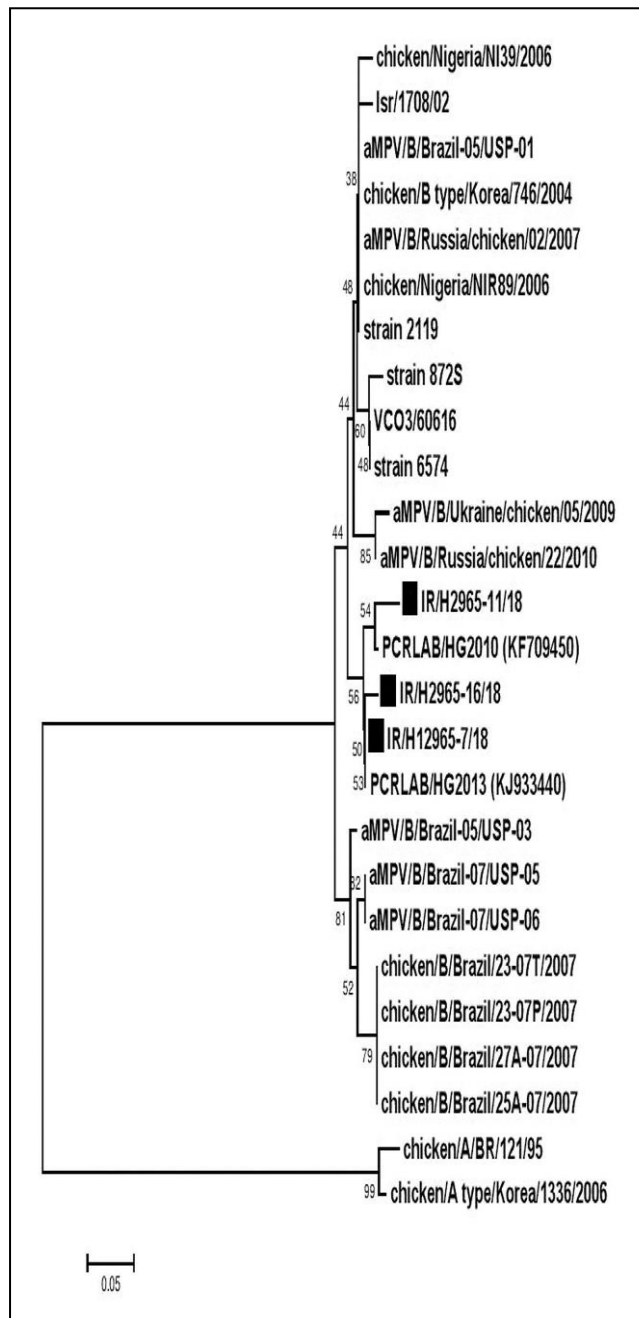 chicken/Nigeria/NI39/2006
Isr/1708/02
aMPV/B/Brazil-05/USP-01
38
chicken/B type/Korea/746/2004
aMPV/B/Russia/chicken/02/2007
48
chicken/Nigeria/NIR89/2006
strain 2119
strain 872S
44
VCO3/60616
60
48
strain 6574
aMPV/B/Ukraine/chicken/05/2009
44
85
aMPV/B/Russia/chicken/22/2010
54
IR/H2965-11/18
PCRLAB/HG2010 (KF709450)
56
IR/H2965-16/18
50
IR/H12965-7/18
53
PCRLAB/HG2013 (KJ933440)
aMPV/B/Brazil-05/USP-03
aMPV/B/Brazil-07/USP-05
81
aMPV/B/Brazil-07/USP-06
chicken/B/Brazil/23-07T/2007
52
chicken/B/Brazil/23-07P/2007
79
chicken/B/Brazil/27A-07/2007
chicken/B/Brazil/25A-07/2007
chicken/A/BR/121/95
99
chicken/A type/Korea/1336/2006
0.05